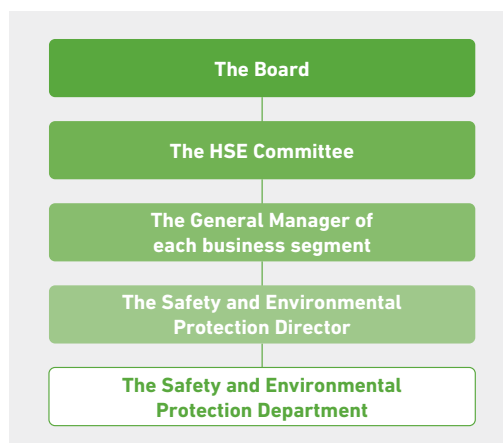 The Board
The HSE Committee
The General Manager of
each business segment
The Safety and Environmental
Protection Director
The Safety and Environmental
Protection Department